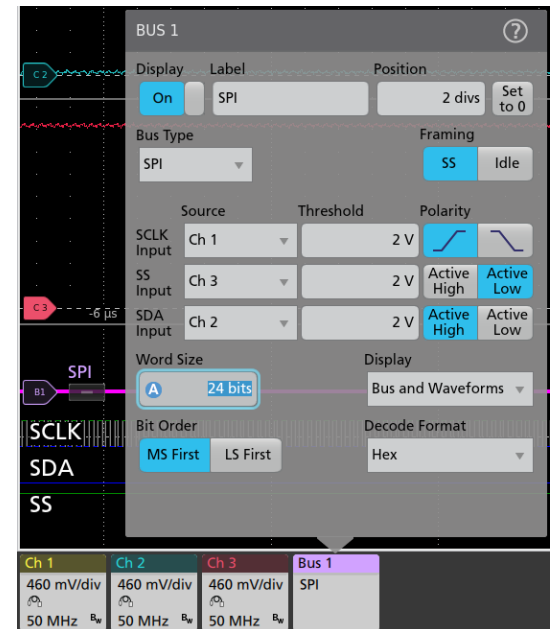 BUS 1
?
C2
Display Label Position
On SPI 2 divs Set to 0
Bus Type Framing
SPI SS Idle
Source Threshold Polarity
SCLK Input Ch 1 2 V
SS Input Ch 3 2 V Active High Active Low
C3 -6 µs
SDA Input Ch 2 2 V Active High Active Low
Word Size Display
SPI
B1 A 24 bits Bus and Waveforms
SCLK Bit Order Decode Format
SDA MS First LS First Hex
SS
Ch 1 Ch 2 Ch 3 Bus 1
460 mV/div 460 mV/div 460 mV/div SPI
50 MHz Bw 50 MHz Bw 50 MHz Bw